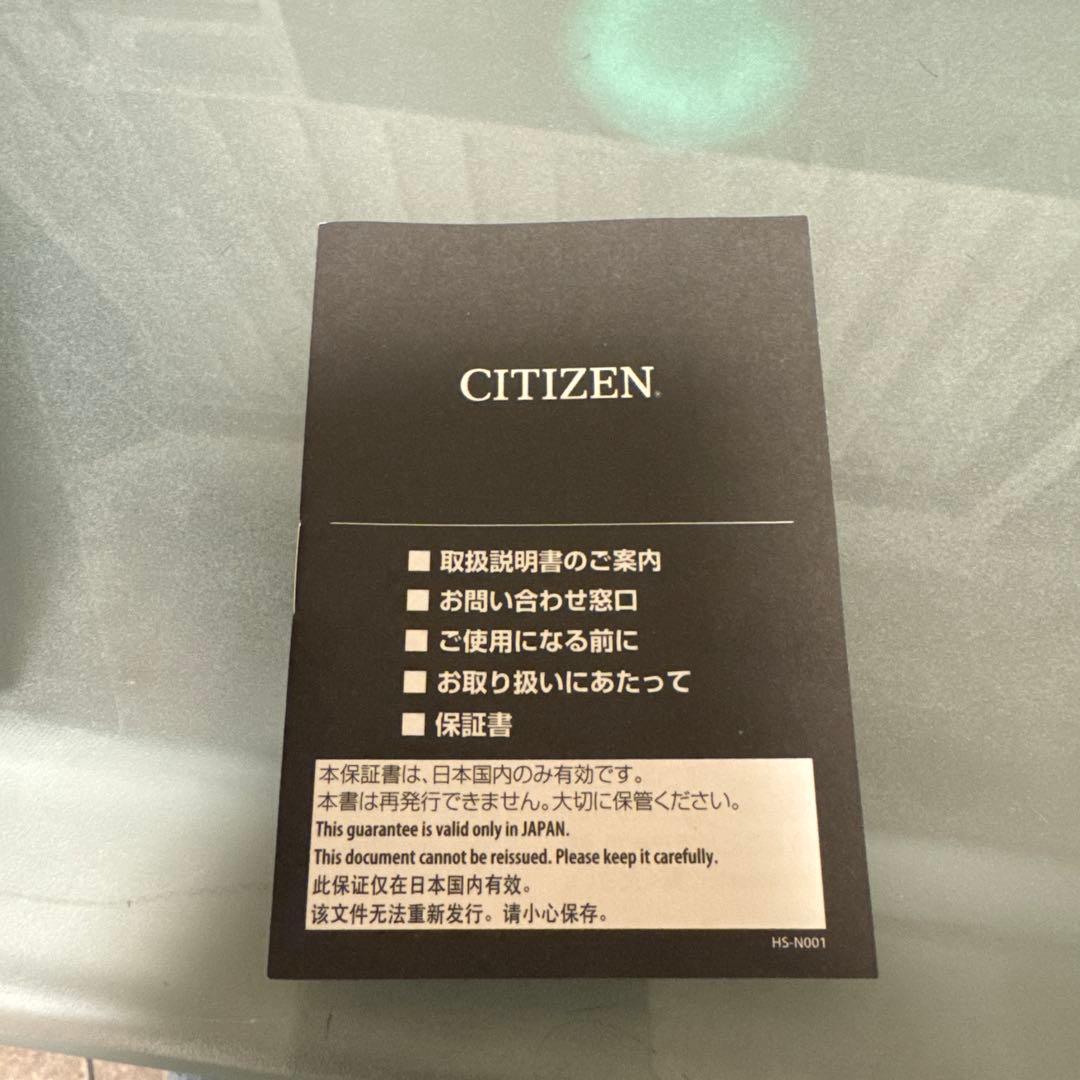 CITIZEN®
■ 取扱説明書のご案内
■ お問い合わせ窓口
■ ご使用になる前に
■ お取り扱いにあたって
■ 保証書
本保証書は、日本国内のみ有効です。
本書は再発行できません。大切に保管ください。
This guarantee is valid only in JAPAN.
This document cannot be reissued. Please keep it carefully.
此保证仅在日本国内有效。
该文件无法重新发行。请小心保存。
HS-N001